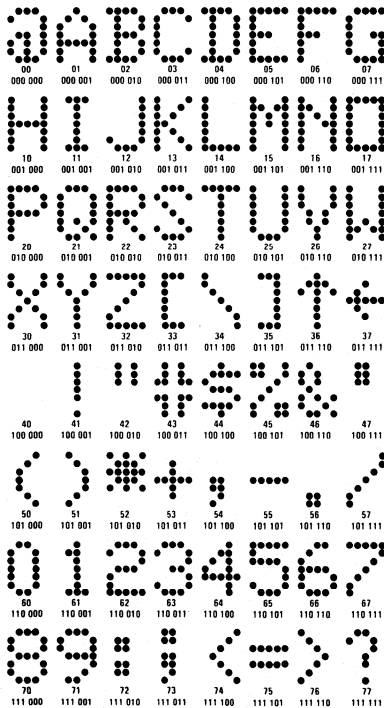 @ A B C D E F G
00 01 02 03 04 05 06 07
000 000 000 001 000 010 000 011 000 100 000 101 000 110 000 111
H I J K L M N O
10 11 12 13 14 15 16 17
001 000 001 001 001 010 001 011 001 100 001 101 001 110 001 111
P Q R S T U V W
20 21 22 23 24 25 26 27
010 000 010 001 010 010 010 011 010 100 010 101 010 110 010 111
X Y Z [ \ ] ↑ ←
30 31 32 33 34 35 36 37
011 000 011 001 011 010 011 011 011 100 011 101 011 110 011 111
! " # $ % & '
40 41 42 43 44 45 46 47
100 000 100 001 100 010 100 011 100 100 100 101 100 110 100 111
( ) * + , - . /
50 51 52 53 54 55 56 57
101 000 101 001 101 010 101 011 101 100 101 101 101 110 101 111
0 1 2 3 4 5 6 7
60 61 62 63 64 65 66 67
110 000 110 001 110 010 110 011 110 100 110 101 110 110 110 111
8 9 : ; < = > ?
70 71 72 73 74 75 76 77
111 000 111 001 111 010 111 011 111 100 111 101 111 110 111 111